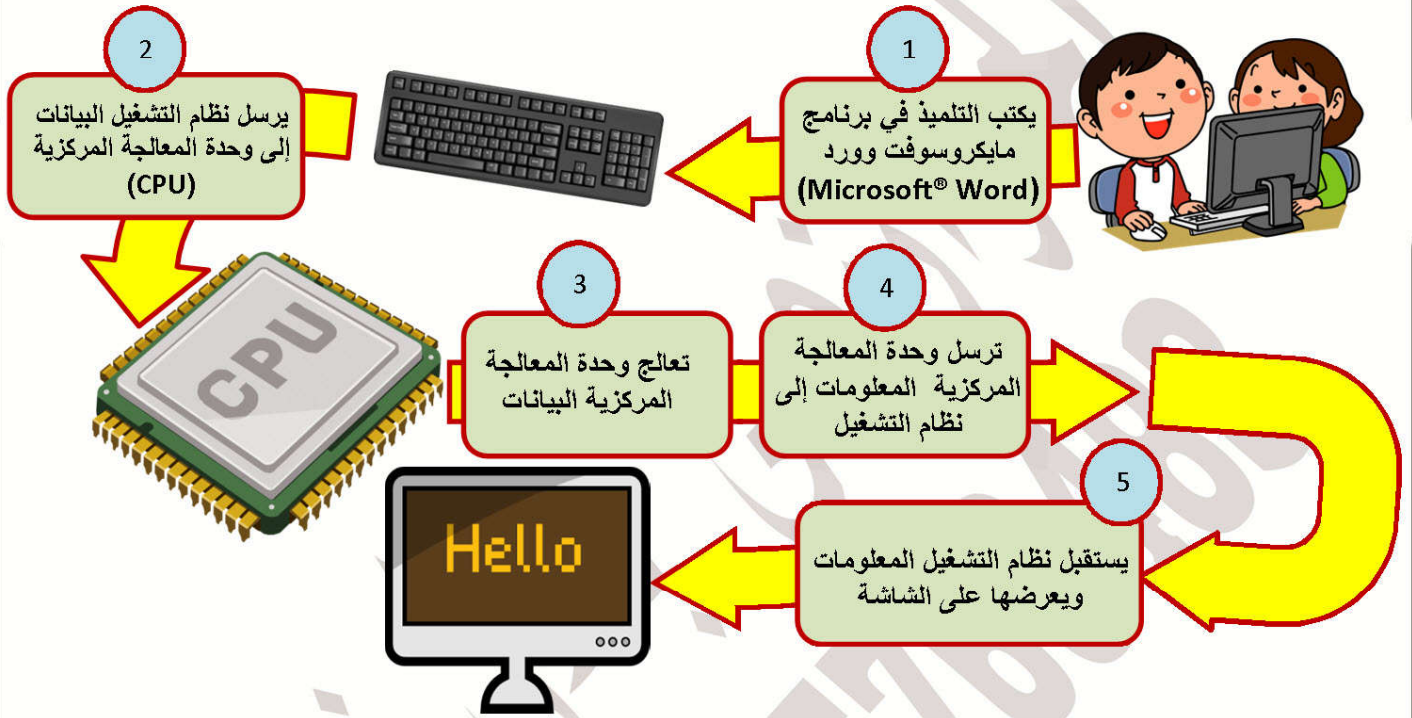 1
يكتب التلميذ في برنامج
مايكروسوفت وورد
(Microsoft® Word)
2
يرسل نظام التشغيل البيانات
إلى وحدة المعالجة المركزية
(CPU)
CPU
3
تعالج وحدة المعالجة
المركزية البيانات
4
ترسل وحدة المعالجة
المركزية المعلومات إلى
نظام التشغيل
5
يستقبل نظام التشغيل المعلومات
ويعرضها على الشاشة
Hello